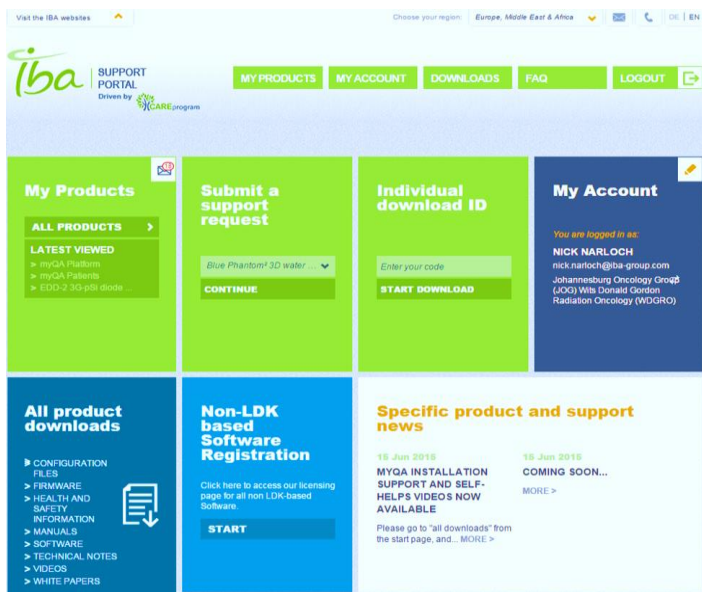 Visit the IBA websites
Choose your region: Europe, Middle East & Africa
DE | EN
iba
SUPPORT
PORTAL
Driven by
CAREprogram
MY PRODUCTS
MY ACCOUNT
DOWNLOADS
FAQ
LOGOUT
My Products
ALL PRODUCTS >
LATEST VIEWED
> myQA Platform
> myQA Patients
> EDD-2 3G-pSi diode ...
Submit a
support
request
Blue Phantom² 3D water ...
CONTINUE
Individual
download ID
Enter your code
START DOWNLOAD
My Account
You are logged in as:
NICK NARLOCH
nick.narloch@iba-group.com
Johannesburg Oncology Group
(JOG) Wits Donald Gordon
Radiation Oncology (WDGRO)
All product
downloads
> CONFIGURATION
FILES
> FIRMWARE
> HEALTH AND
SAFETY
INFORMATION
> MANUALS
> SOFTWARE
> TECHNICAL NOTES
> VIDEOS
> WHITE PAPERS
Non-LDK
based
Software
Registration
Click here to access our licensing
page for all non LDK-based
Software.
START
Specific product and support
news
15 Jun 2015
MYQA INSTALLATION
SUPPORT AND SELF-
HELPS VIDEOS NOW
AVAILABLE
Please go to "all downloads" from
the start page, and... MORE >
15 Jun 2015
COMING SOON...
MORE >